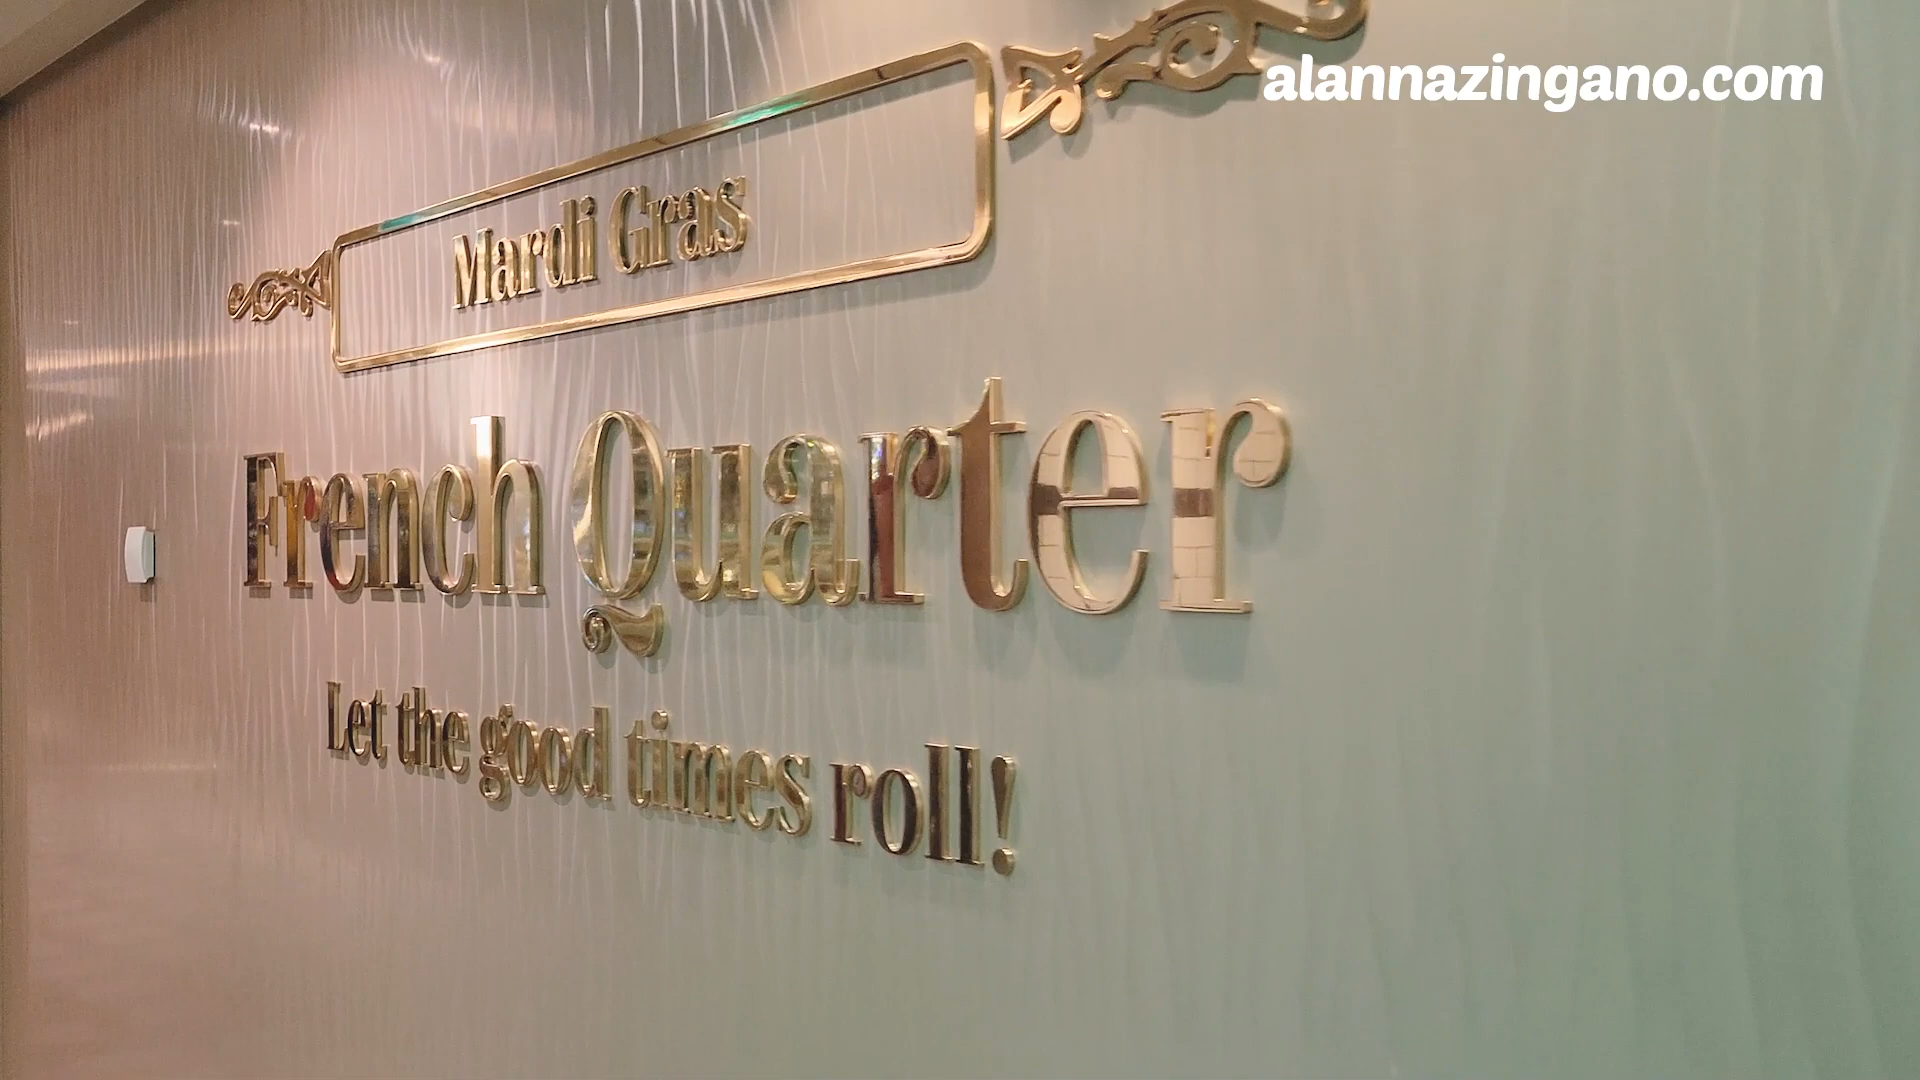 alannazingano.com
Mardi Gras
French Quarter
Let the good times roll!